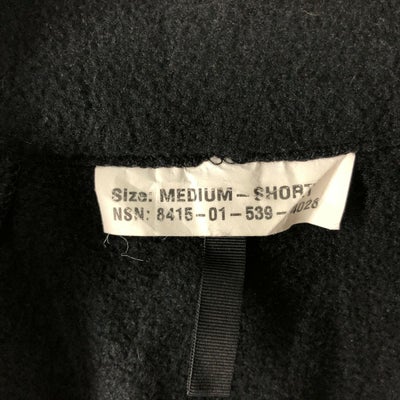 Size: MEDIUM - SHORT
NSN: 8415-01-539-4028